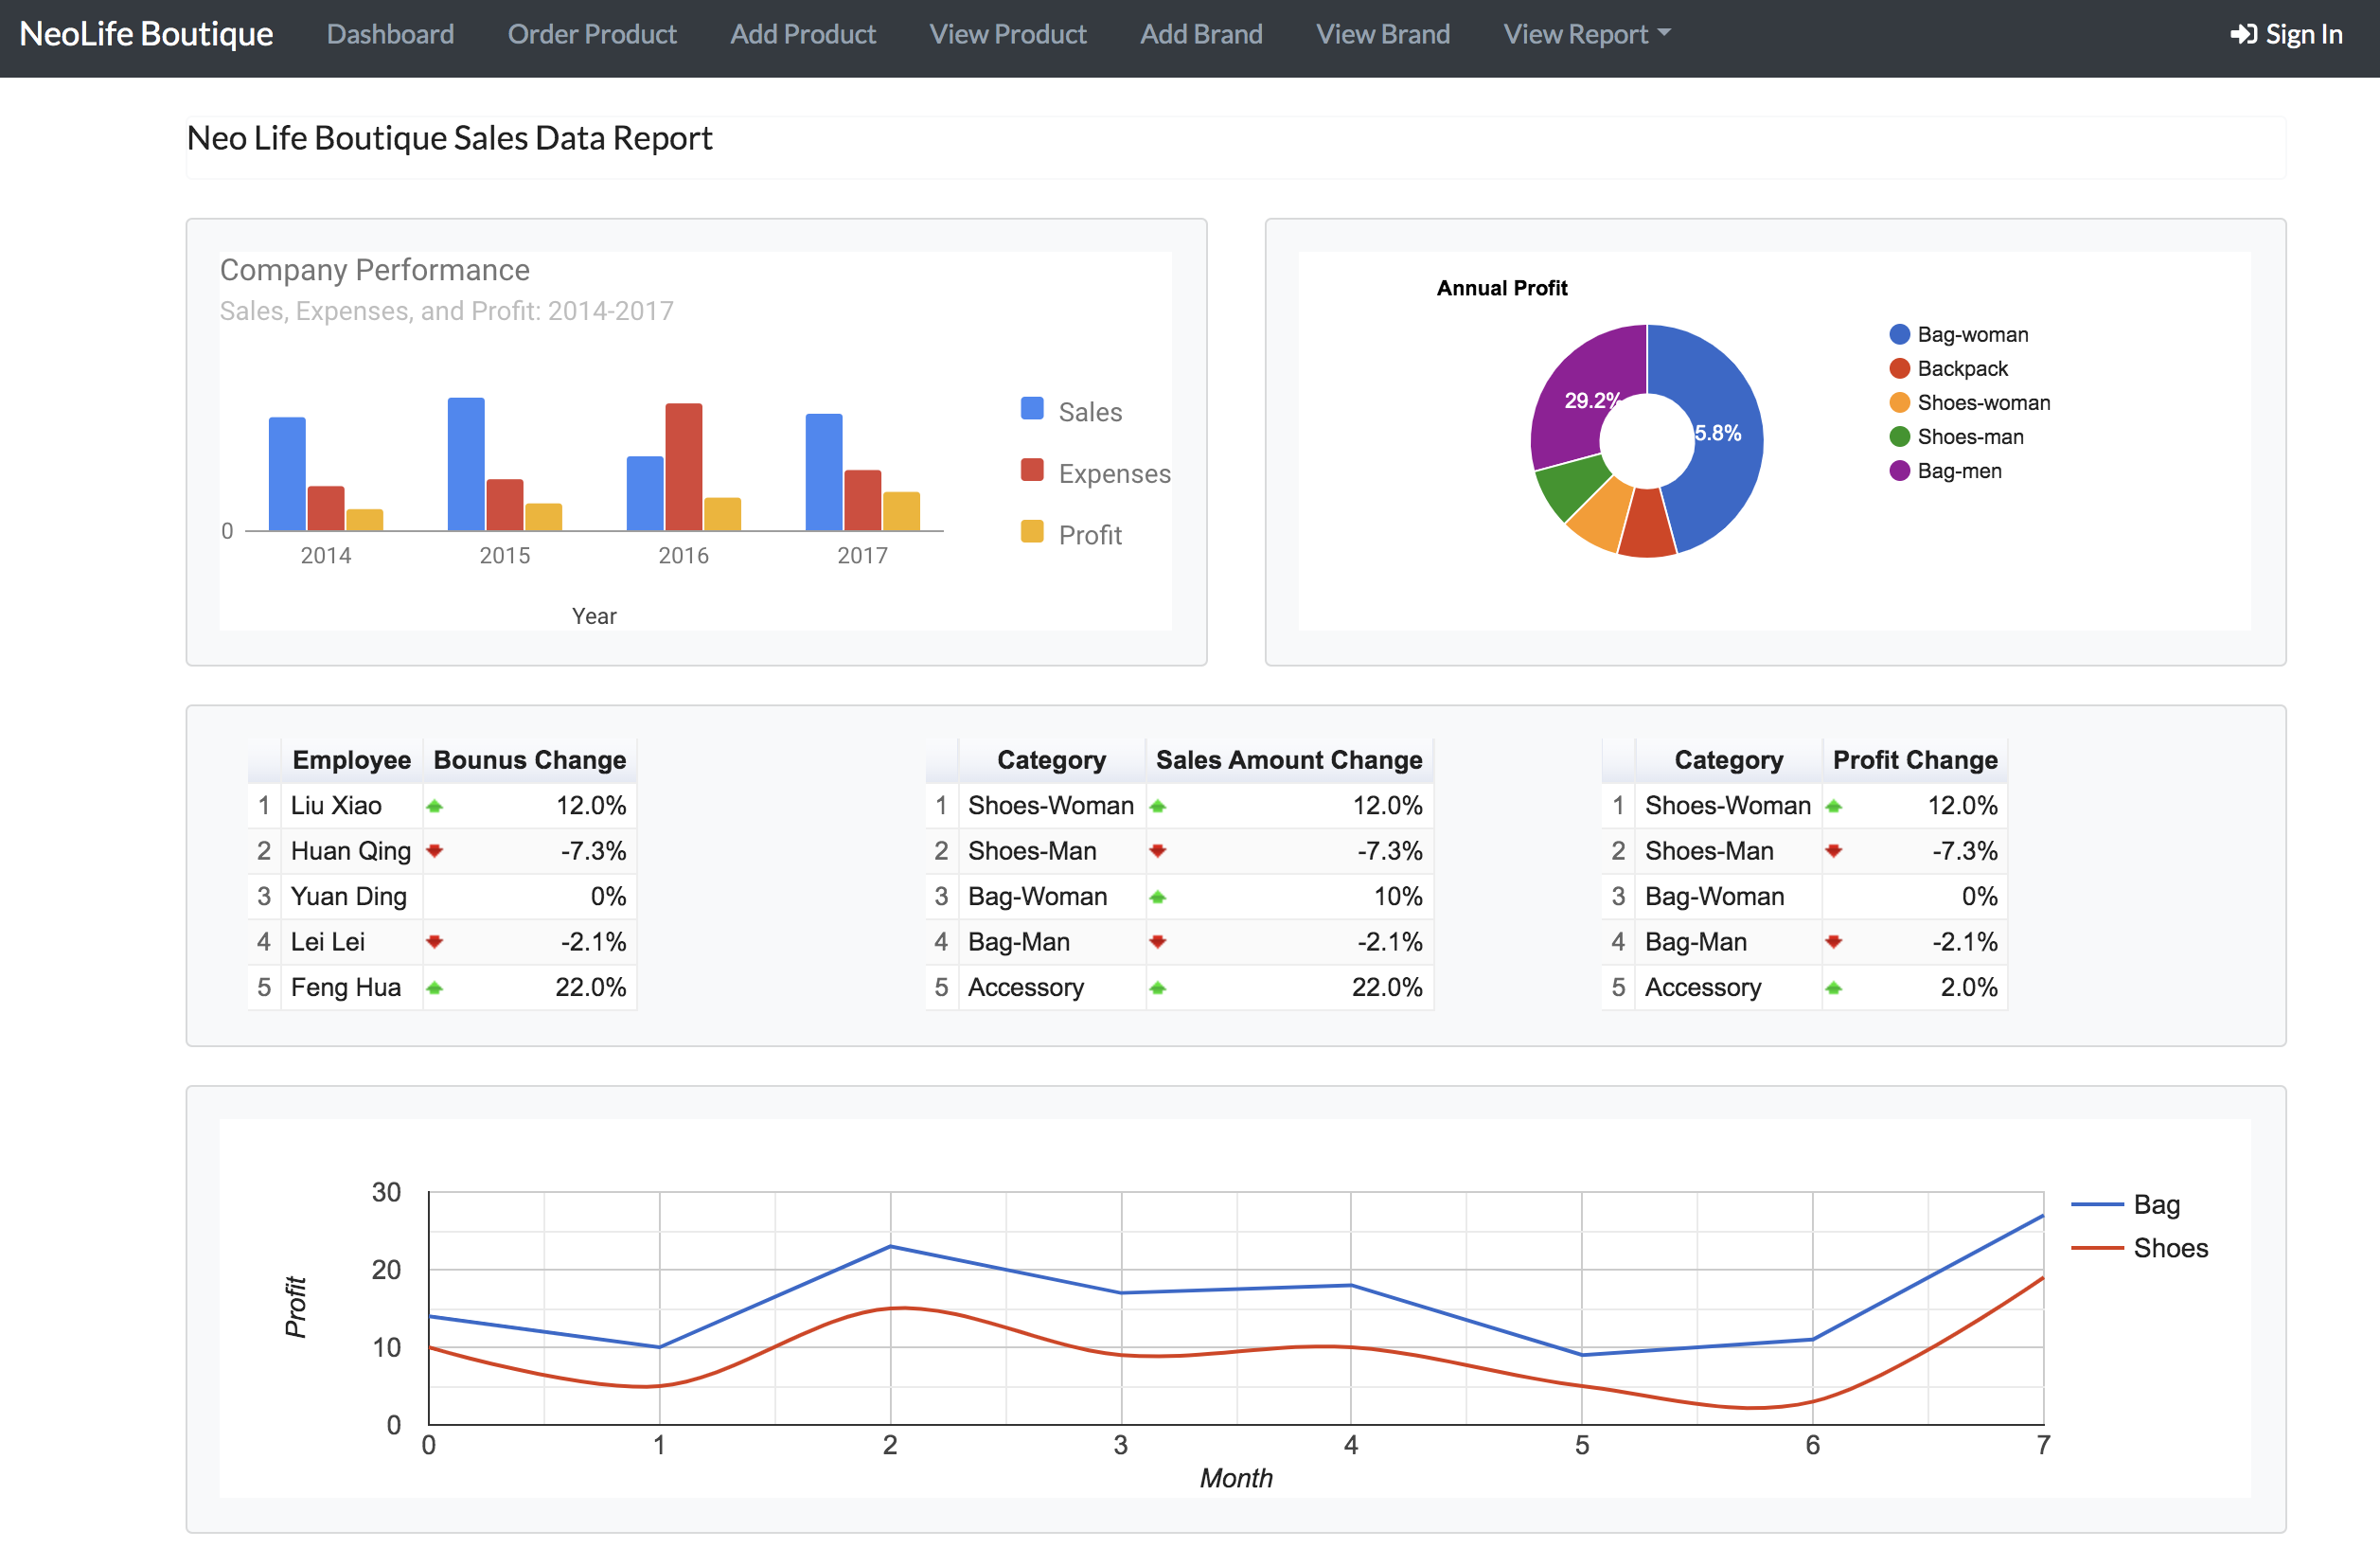 NeoLife Boutique Dashboard Order Product Add Product View Product Add Brand View Brand View Report Sign In
Neo Life Boutique Sales Data Report
Company Performance
Sales, Expenses, and Profit: 2014-2017
Sales
Expenses
Profit
0
2014 2015 2016 2017
Year
Annual Profit
29.2%
5.8%
Bag-woman
Backpack
Shoes-woman
Shoes-man
Bag-men
Employee Bounus Change
1 Liu Xiao 12.0%
2 Huan Qing -7.3%
3 Yuan Ding 0%
4 Lei Lei -2.1%
5 Feng Hua 22.0%
Category Sales Amount Change
1 Shoes-Woman 12.0%
2 Shoes-Man -7.3%
3 Bag-Woman 10%
4 Bag-Man -2.1%
5 Accessory 22.0%
Category Profit Change
1 Shoes-Woman 12.0%
2 Shoes-Man -7.3%
3 Bag-Woman 0%
4 Bag-Man -2.1%
5 Accessory 2.0%
30
20
10
0
Profit
0 1 2 3 4 5 6 7
Month
Bag
Shoes